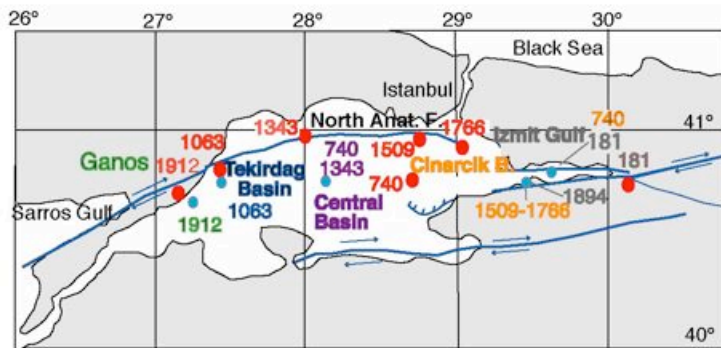 26°
27°
28°
29°
30°
Black Sea
Istanbul
41°
North Anat. F.
1343
1063
1766
740
Izmit Gulf
181
1509
740
1343
Ganos
1912
Tekirdag
Basin
Cinarcik B.
740
181
Central
Basin
1063
1894
1509-1766
Sarros Gulf
1912
40°